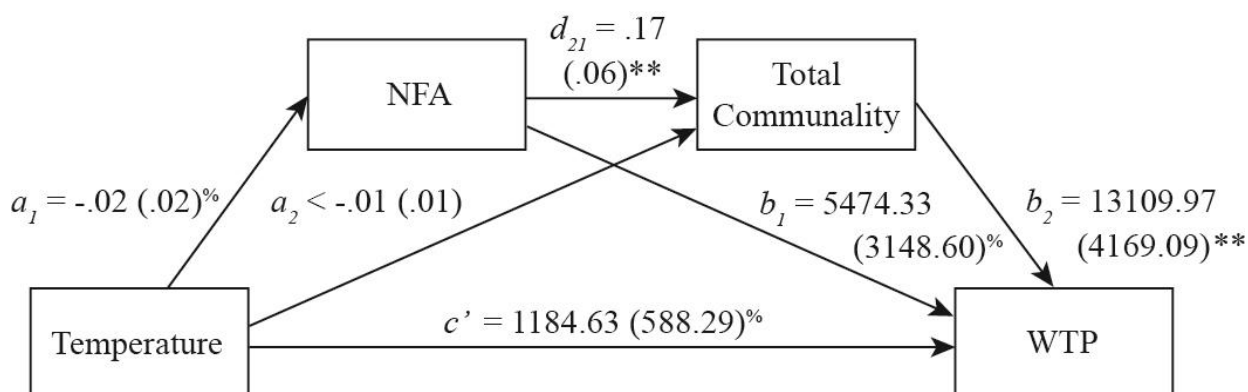 d21 = .17
(.06)**
NFA
Total
Communality
a1 = -.02 (.02)%
a2 < -.01 (.01)
b1 = 5474.33
(3148.60)%
b2 = 13109.97
(4169.09)**
Temperature
c’ = 1184.63 (588.29)%
WTP